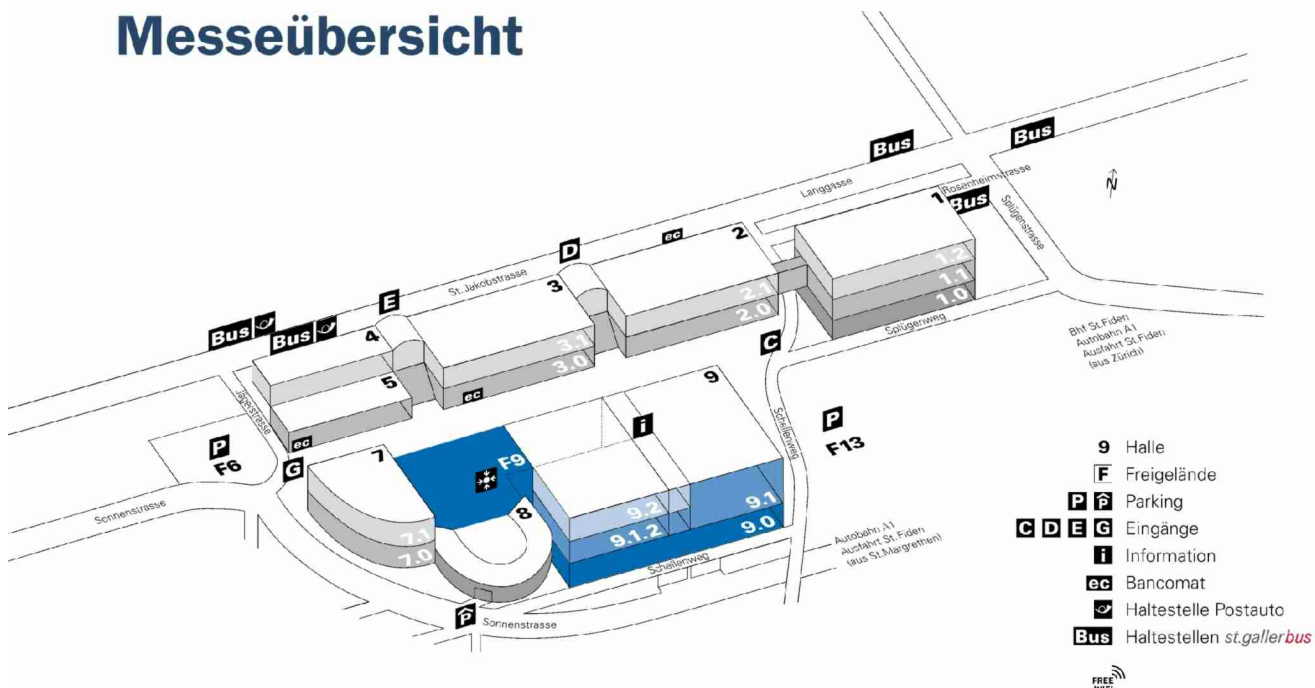 Messeübersicht
Bus
Bus
Langgasse
Rosenheimstrasse
1
Bus
Splügenstrasse
N
ec
2
D
1.2
1.1
1.0
St. Jakobstrasse
3
2.1
2.0
E
Splügenweg
Bus
Bus
4
3.1
3.0
C
Bhf St.Fiden
Autobahn A1
Ausfahrt St.Fiden
(aus Zürich)
5
ec
9
Jägerstrasse
ec
i
P
F13
Schellenweg
P
F6
G
7
F9
9 Halle
F Freigelände
P P Parking
C D E G Eingänge
i Information
ec Bancomat
Haltestelle Postauto
Bus Haltestellen st.gallerbus
FREE
WIFI
Sonnenstrasse
8
9.2
9.1
9.1.2
9.0
7.1
7.0
Autobahn A1
Ausfahrt St.Fiden
(aus St.Margrethen)
Schellenweg
P
Sonnenstrasse